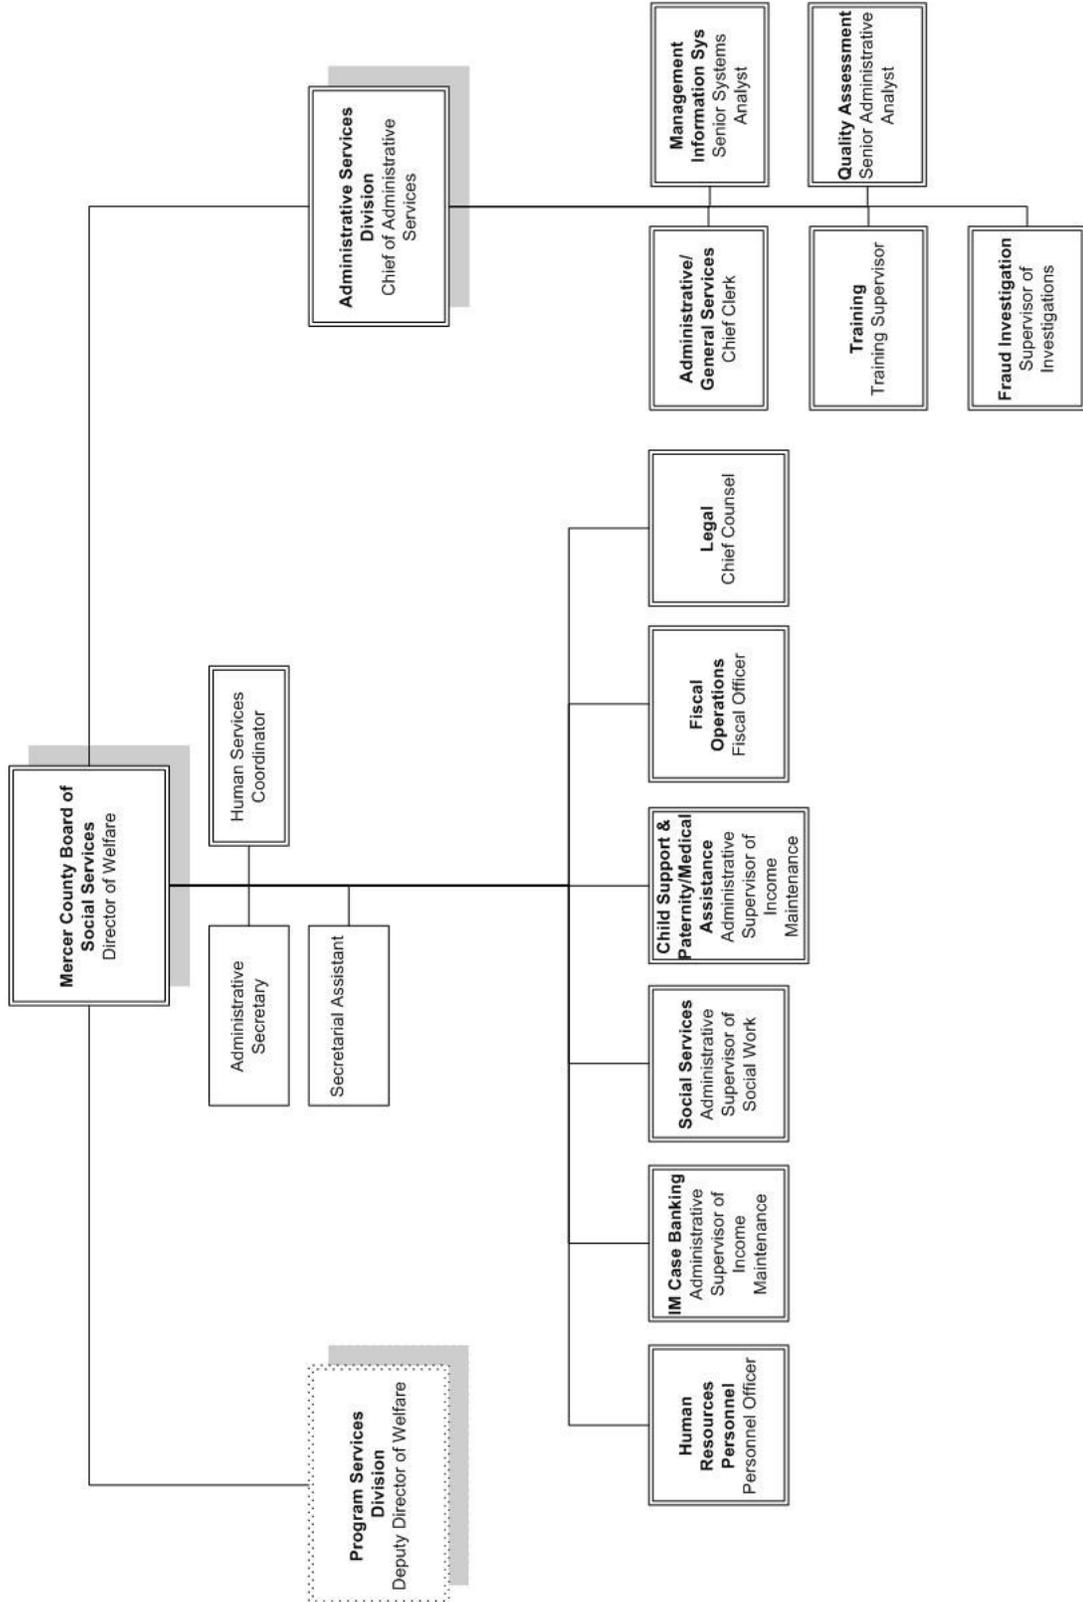 Mercer County Board of
Social Services
Director of Welfare
Administrative
Secretary
Human Services
Coordinator
Secretarial Assistant
Program Services
Division
Deputy Director of Welfare
Administrative Services
Division
Chief of Administrative
Services
Human
Resources
Personnel
Personnel Officer
IM Case Banking
Administrative
Supervisor of
Income
Maintenance
Social Services
Administrative
Supervisor of
Social Work
Child Support &
Paternity/Medical
Assistance
Administrative
Supervisor of
Income
Maintenance
Fiscal
Operations
Fiscal Officer
Legal
Chief Counsel
Administrative/
General Services
Chief Clerk
Management
Information Sys
Senior Systems
Analyst
Training
Training Supervisor
Quality Assessment
Senior Administrative
Analyst
Fraud Investigation
Supervisor of
Investigations